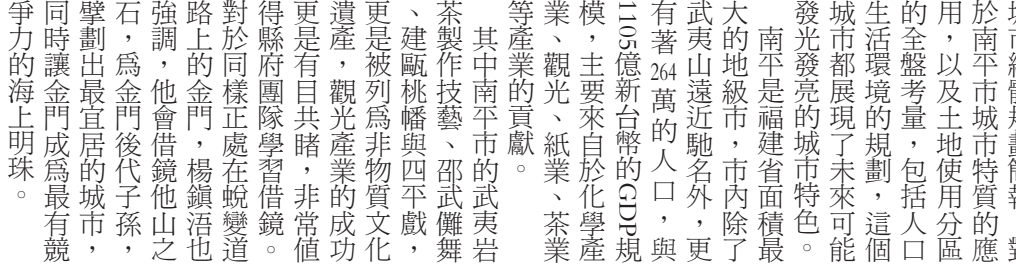 於南平市城市特質的應
用，以及土地使用分區
的全盤考量，包括人口
生活環境的規劃，這個
城市都展現了未來可能
發光發亮的城市特色。
南平是福建省面積最
大的地級市，市內除了
武夷山遠近馳名外，更
有著264萬的人口，與
1105億新台幣的GDP規
模，主要來自於化學產
業、觀光、紙業、茶業
等產業的貢獻。
其中南平市的武夷岩
茶製作技藝、邵武儺舞
、建甌桃幡與四平戲，
更是被列爲非物質文化
遺產，觀光產業的成功
更是有目共睹，非常值
得縣府團隊學習借鏡。
對於同樣正處在蛻變道
路上的金門，楊鎮浯也
強調，他會借鏡他山之
石，爲金門後代子孫，
擘劃出最宜居的城市，
同時讓金門成爲最有競
爭力的海上明珠。